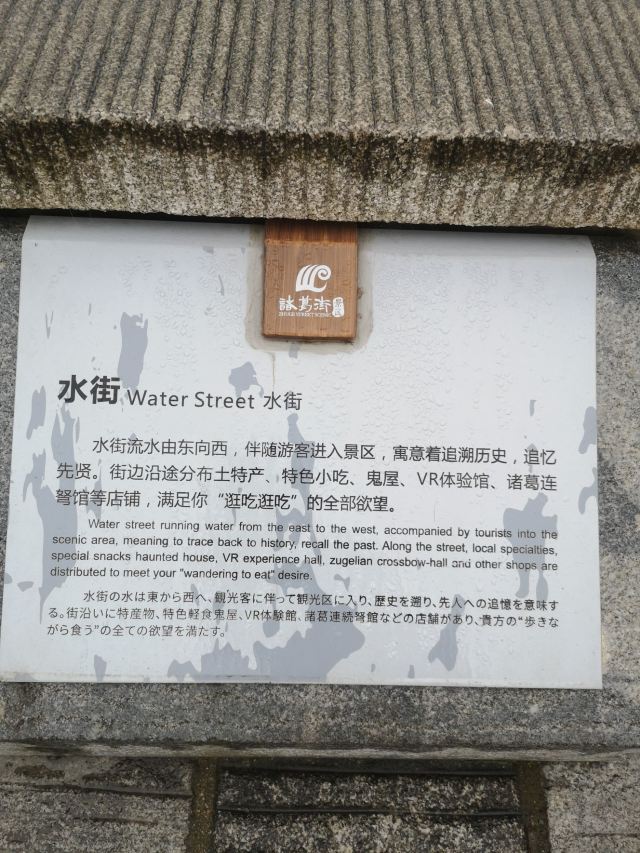 諸葛街
ZHUGE STREET SCENIC
水街 Water Street 水街
水街流水由东向西，伴随游客进入景区，寓意着追溯历史，追忆
先贤。街边沿途分布土特产、特色小吃、鬼屋、VR体验馆、诸葛连
弩馆等店铺，满足你“逛吃逛吃”的全部欲望。
Water street running water from the east to the west, accompanied by tourists into the
scenic area, meaning to trace back to history, recall the past. Along the street, local specialties,
special snacks haunted house, VR experience hall, zugelian crossbow-hall and other shops are
distributed to meet your "wandering to eat" desire.
水街の水は東から西へ、観光客に伴って観光区に入り、歴史を遡り、先人への追憶を意味す
る。街沿いに特産物、特色軽食鬼屋、VR体験館、諸葛連続弩館などの店舗があり、貴方の“歩きな
がら食う”の全ての欲望を満たす。